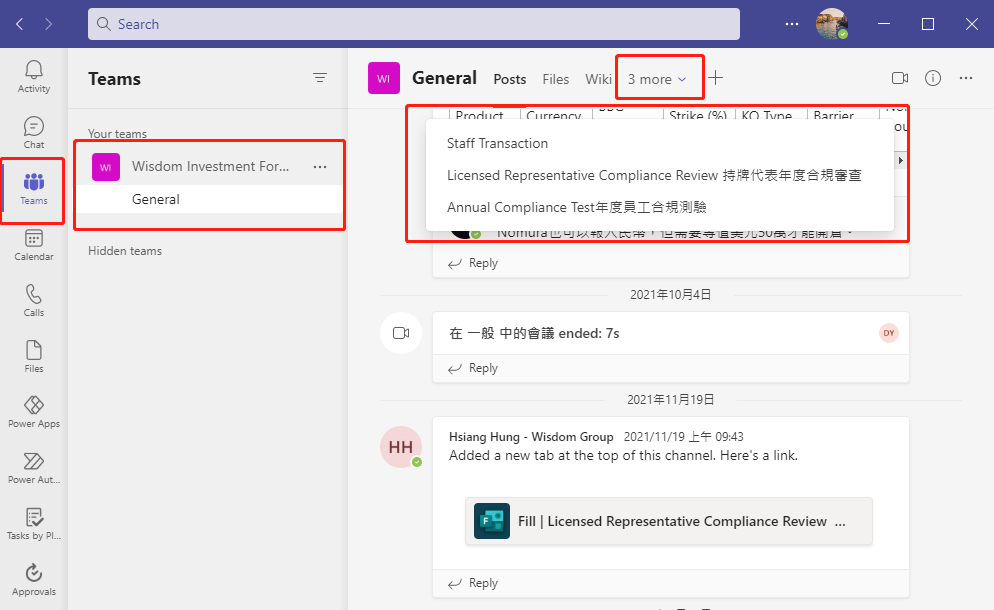 Search
Activity
Chat
Teams
Calendar
Calls
Files
Power Apps
Power Aut...
Tasks by Pl...
Approvals
Teams
Your teams
WI
Wisdom Investment For...
General
Hidden teams
WI
General
Posts
Files
Wiki
3 more
Product Currency Strike (%) KO Type Barrier
Staff Transaction
Licensed Representative Compliance Review 持牌代表年度合規審查
Annual Compliance Test年度員工合規測驗
Nomura也可以報人民幣，但需要等值美元50萬才能開倉。
Reply
2021年10月4日
在 一般 中的會議 ended: 7s
DY
Reply
2021年11月19日
HH
Hsiang Hung - Wisdom Group 2021/11/19 上午 09:43
Added a new tab at the top of this channel. Here's a link.
F
Fill | Licensed Representative Compliance Review ...
Reply